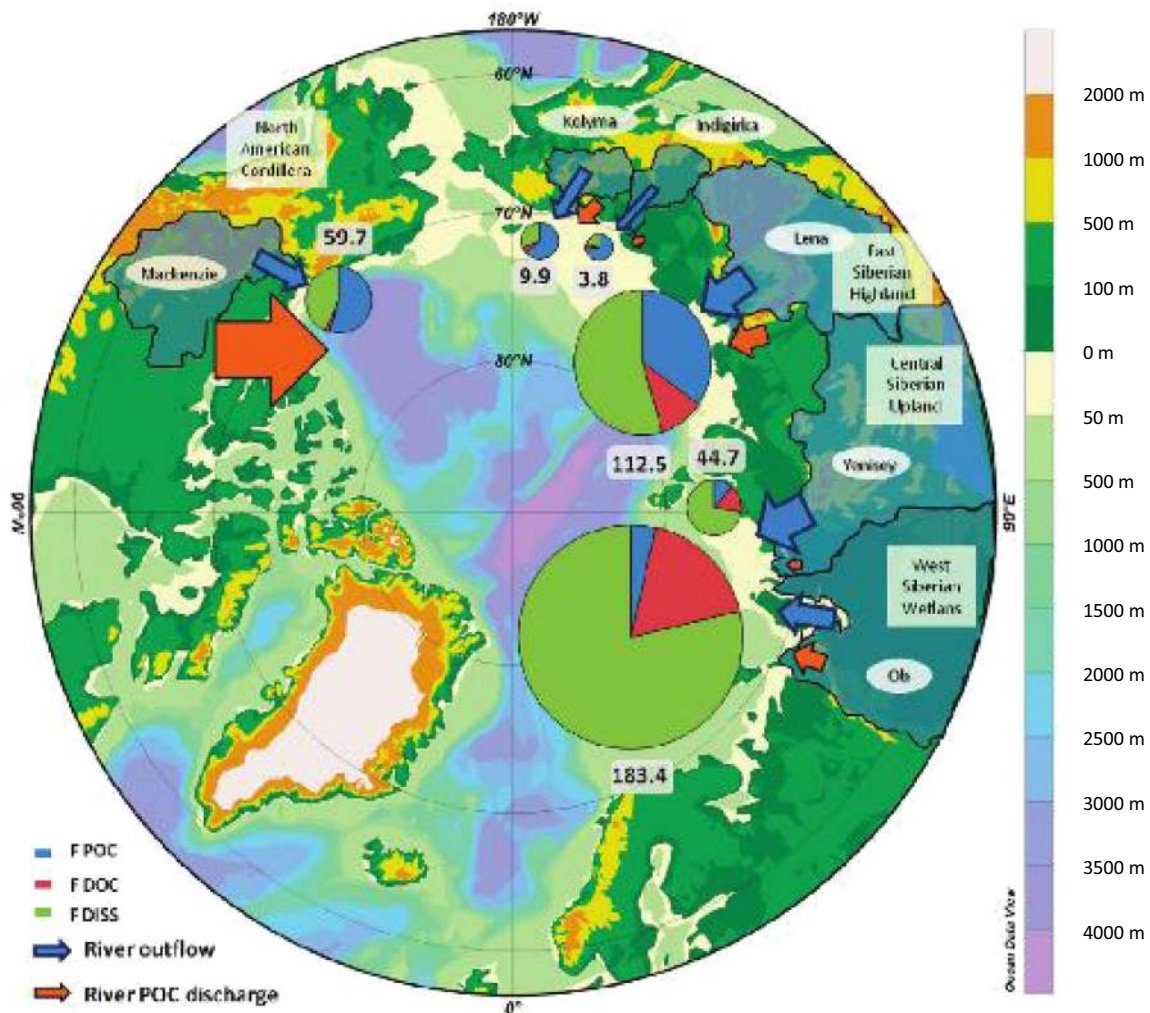 180°W
60°N
Kolyma
Indigirka
North
American
Cordillera
70°N
59.7
Lena
East
Siberian
Highland
Mackenzie
9.9
3.8
80°N
Central
Siberian
Upland
112.5
44.7
Yenisey
90°W
90°E
West
Siberian
Wetlans
Ob
183.4
F POC
F DOC
F DISS
River outflow
River POC discharge
0°
2000 m
1000 m
500 m
100 m
0 m
50 m
500 m
1000 m
1500 m
2000 m
2500 m
3000 m
3500 m
4000 m
Ocean Data View